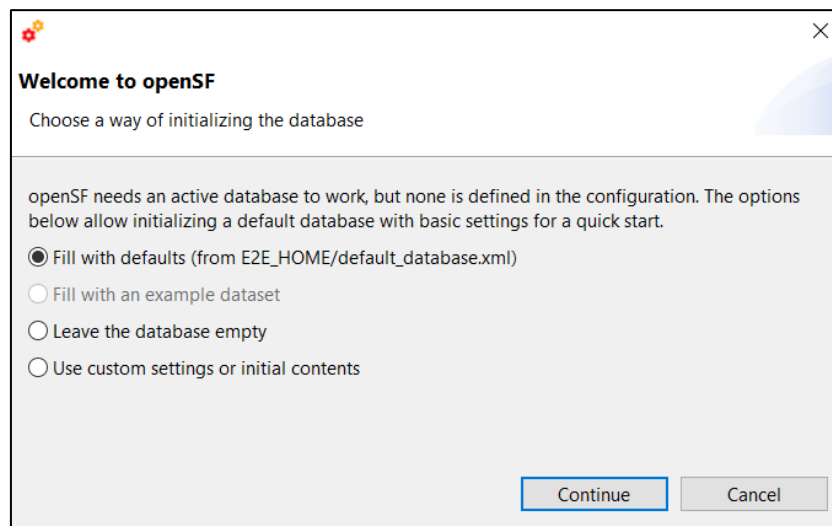 Welcome to openSF
Choose a way of initializing the database
openSF needs an active database to work, but none is defined in the configuration. The options
below allow initializing a default database with basic settings for a quick start.
Fill with defaults (from E2E_HOME/default_database.xml)
Fill with an example dataset
Leave the database empty
Use custom settings or initial contents
Continue Cancel